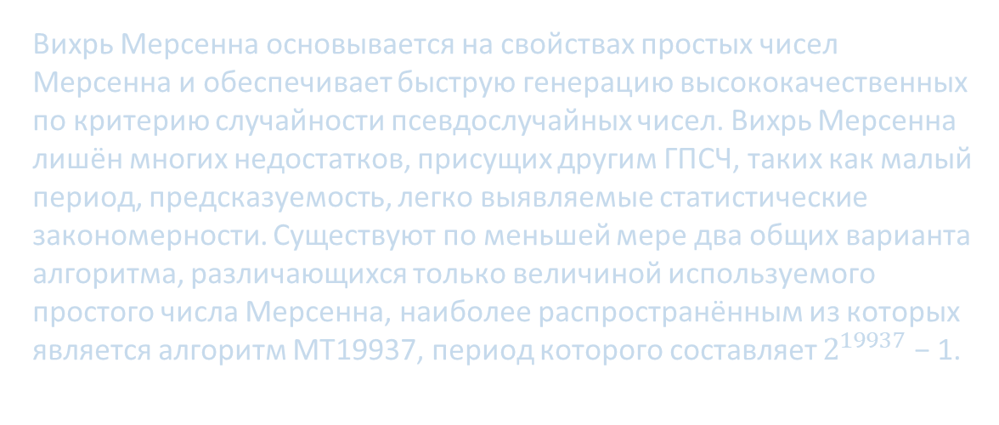 Вихрь Мерсенна основывается на свойствах простых чисел
Мерсенна и обеспечивает быструю генерацию высококачественных
по критерию случайности псевдослучайных чисел. Вихрь Мерсенна
лишён многих недостатков, присущих другим ГПСЧ, таких как малый
период, предсказуемость, легко выявляемые статистические
закономерности. Существуют по меньшей мере два общих варианта
алгоритма, различающихся только величиной используемого
простого числа Мерсенна, наиболее распространённым из которых
является алгоритм МТ19937, период которого составляет 2^19937 − 1.